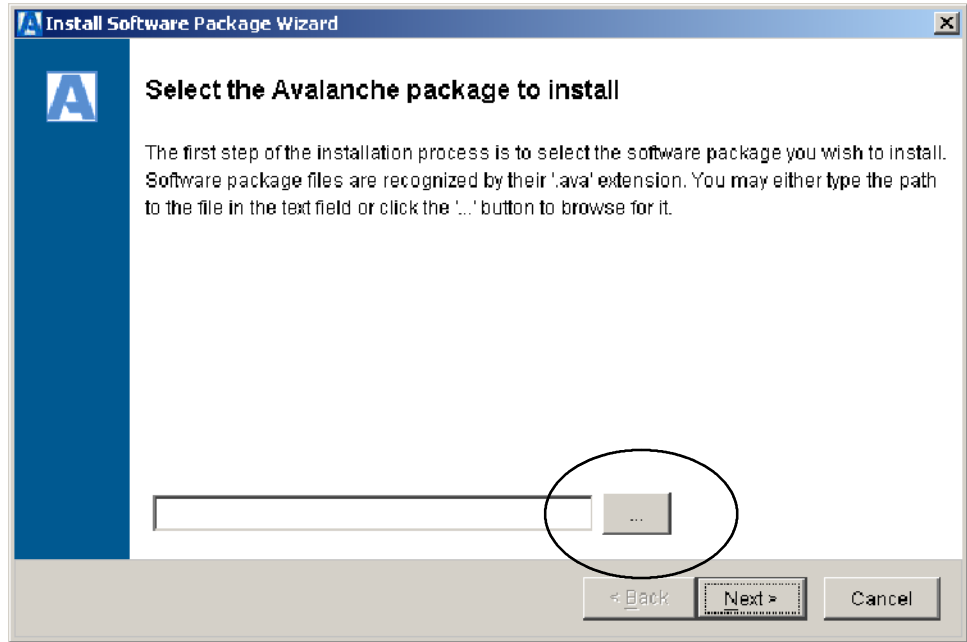 Install Software Package Wizard
Select the Avalanche package to install
The first step of the installation process is to select the software package you wish to install.
Software package files are recognized by their '.ava' extension. You may either type the path
to the file in the text field or click the '...' button to browse for it.
...
< Back
Next >
Cancel